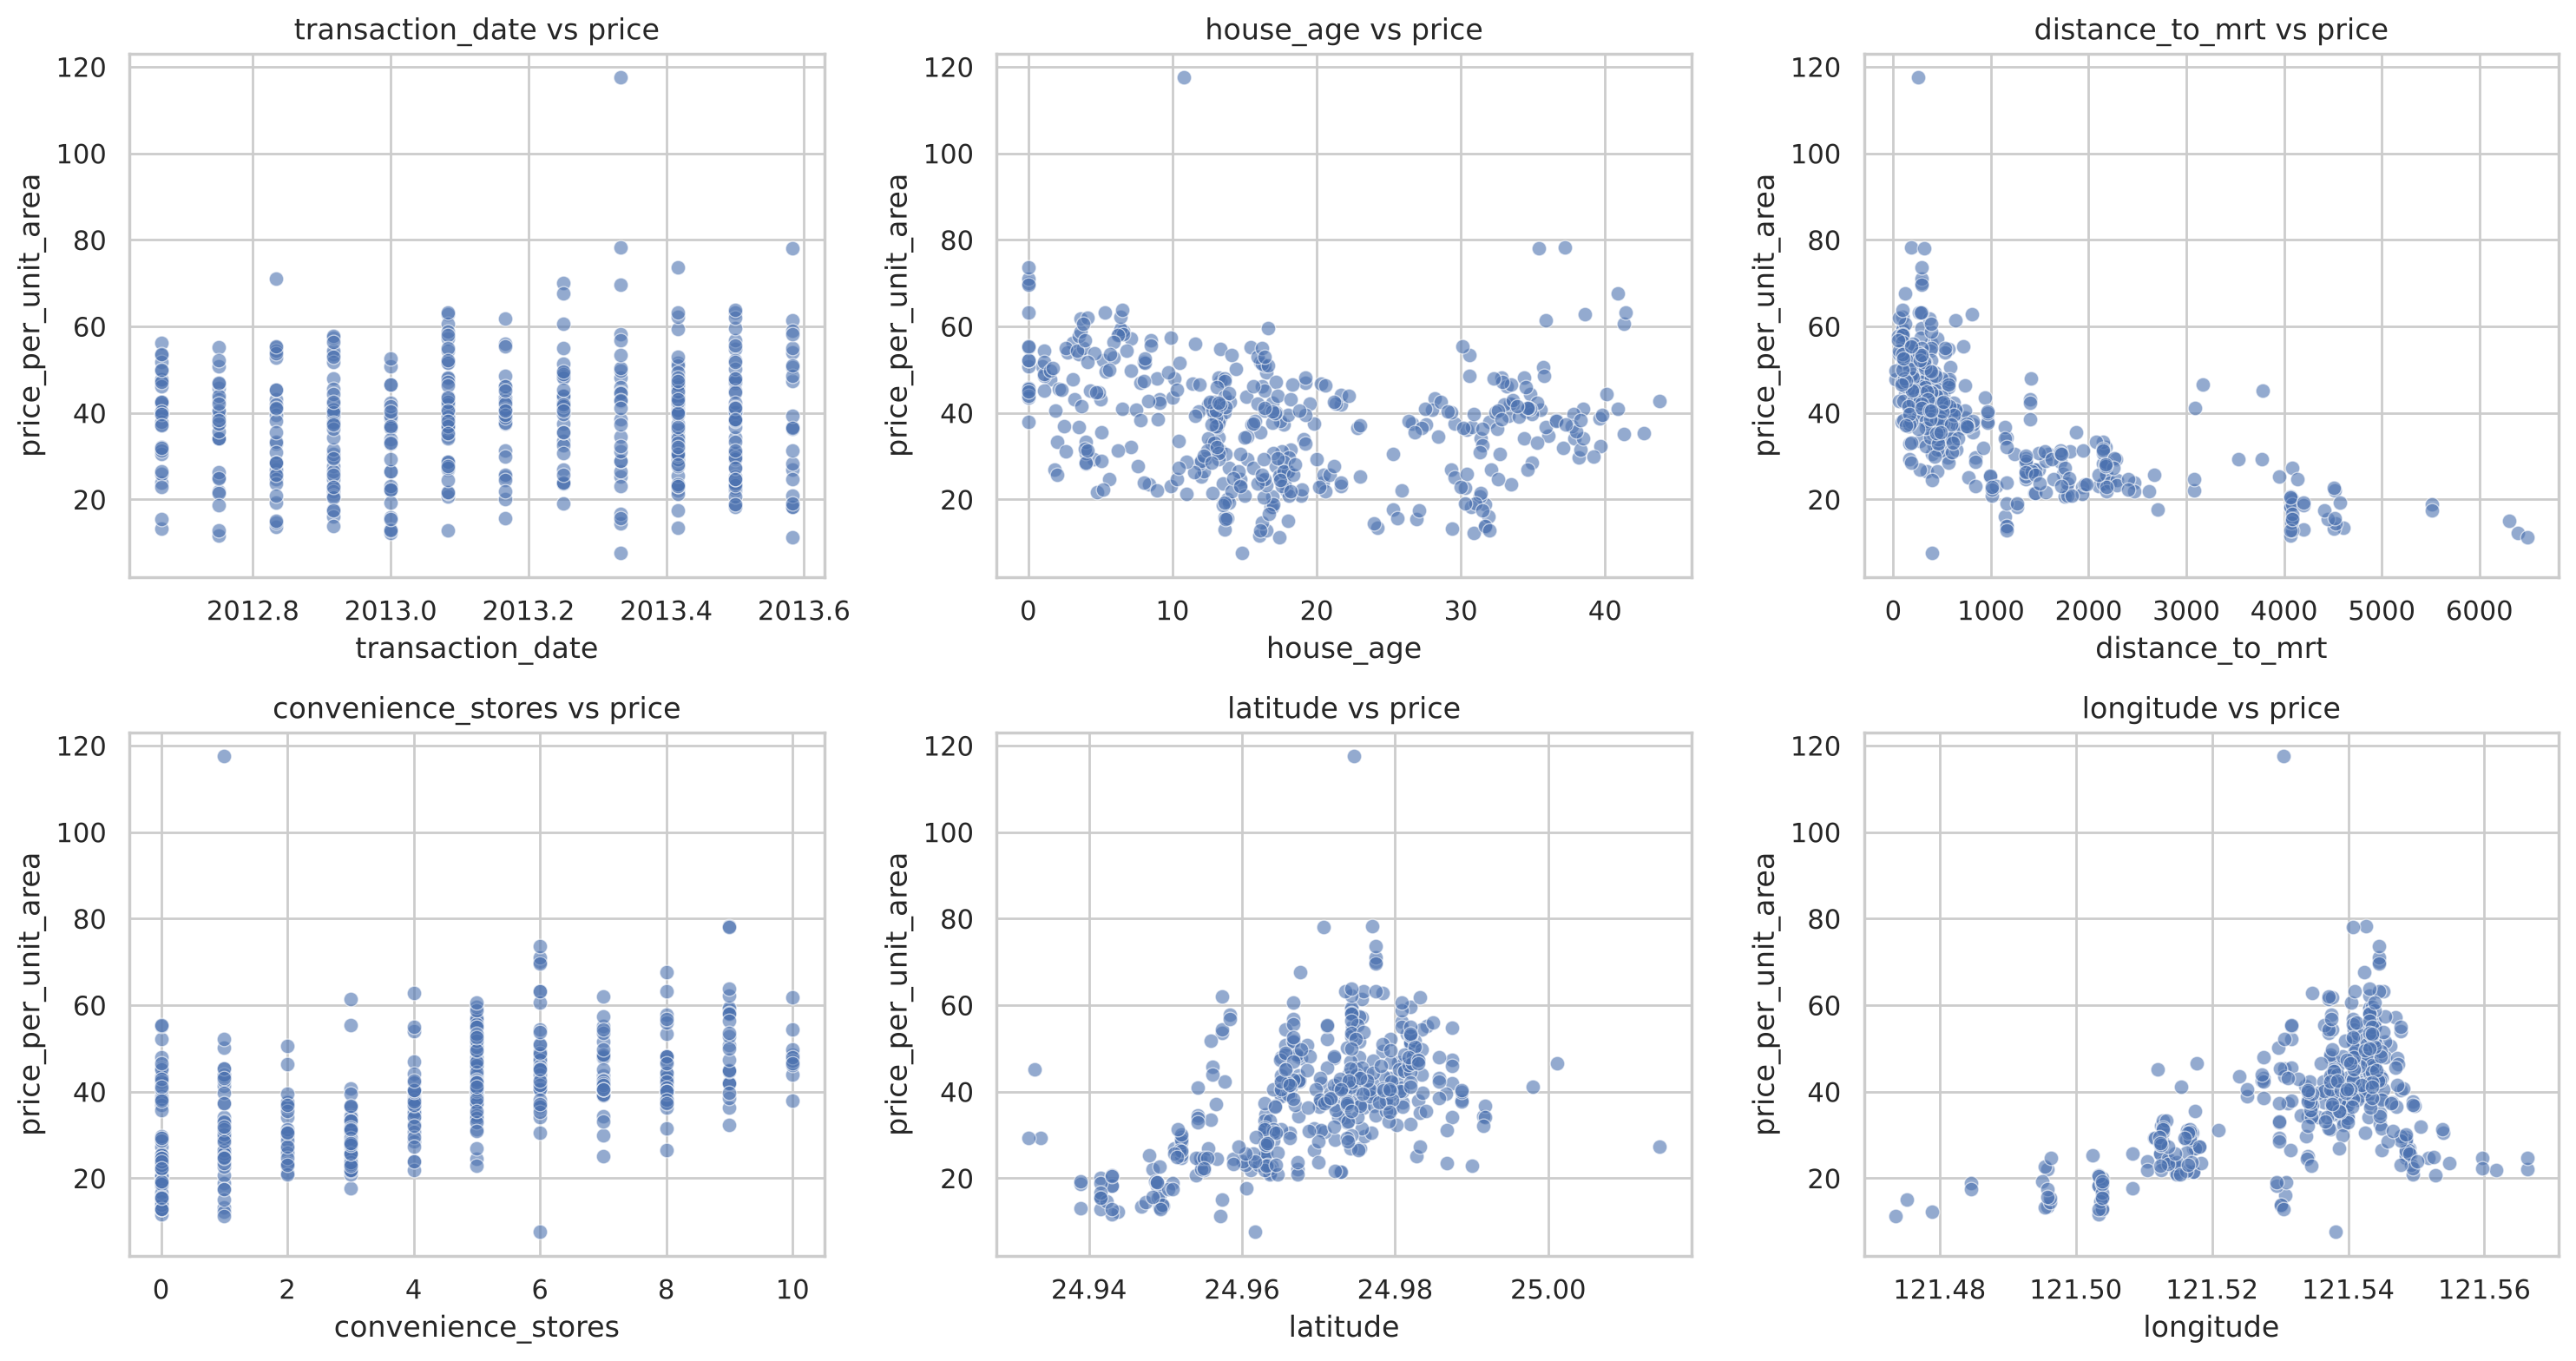 transaction_date vs price
price_per_unit_area
120
100
80
60
40
20
2012.8 2013.0 2013.2 2013.4 2013.6
transaction_date
house_age vs price
price_per_unit_area
120
100
80
60
40
20
0 10 20 30 40
house_age
distance_to_mrt vs price
price_per_unit_area
120
100
80
60
40
20
0 1000 2000 3000 4000 5000 6000
distance_to_mrt
convenience_stores vs price
price_per_unit_area
120
100
80
60
40
20
0 2 4 6 8 10
convenience_stores
latitude vs price
price_per_unit_area
120
100
80
60
40
20
24.94 24.96 24.98 25.00
latitude
longitude vs price
price_per_unit_area
120
100
80
60
40
20
121.48 121.50 121.52 121.54 121.56
longitude